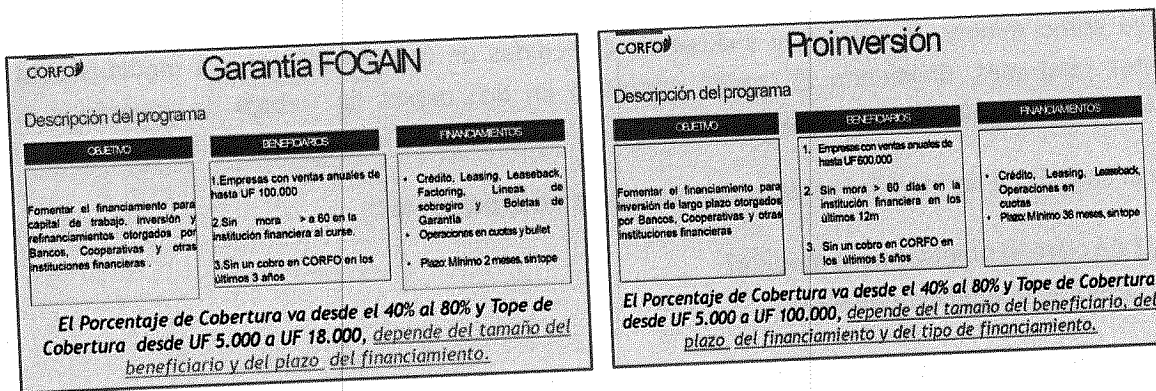 CORFO
Garantía FOGAIN
Descripción del programa
OBJETIVO
Fomentar el financiamiento para
capital de trabajo, inversión y
refinanciamientos otorgados por
Bancos, Cooperativas y otras
instituciones financieras .
BENEFICIARIOS
1.Empresas con ventas anuales de
hasta UF 100.000
2.Sin mora > a 60 en la
institución financiera al curse.
3.Sin un cobro en CORFO en los
últimos 3 años
FINANCIAMIENTOS
• Crédito, Leasing, Leaseback,
Factoring, Lineas de
sobregiro y Boletas de
Garantía
• Operaciones en cuotas y bullet
• Plazo: Mínimo 2 meses, sin tope
El Porcentaje de Cobertura va desde el 40% al 80% y Tope de
Cobertura desde UF 5.000 a UF 18.000, depende del tamaño del
beneficiario y del plazo del financiamiento.
CORFO
Proinversión
Descripción del programa
OBJETIVO
Fomentar el financiamiento para
inversión de largo plazo otorgados
por Bancos, Cooperativas y otras
instituciones financieras
BENEFICIARIOS
1. Empresas con ventas anuales de
hasta UF600.000
2. Sin mora > 60 días en la
institución financiera en los
últimos 12m
3. Sin un cobro en CORFO en
los últimos 5 años
FINANCIAMIENTOS
• Crédito, Leasing, Leaseback,
Operaciones en
cuotas
• Plazo: Mínimo 36 meses, sin tope
El Porcentaje de Cobertura va desde el 40% al 80% y Tope de Cobertura
desde UF 5.000 a UF 100.000, depende del tamaño del beneficiario, del
plazo del financiamiento y del tipo de financiamiento.